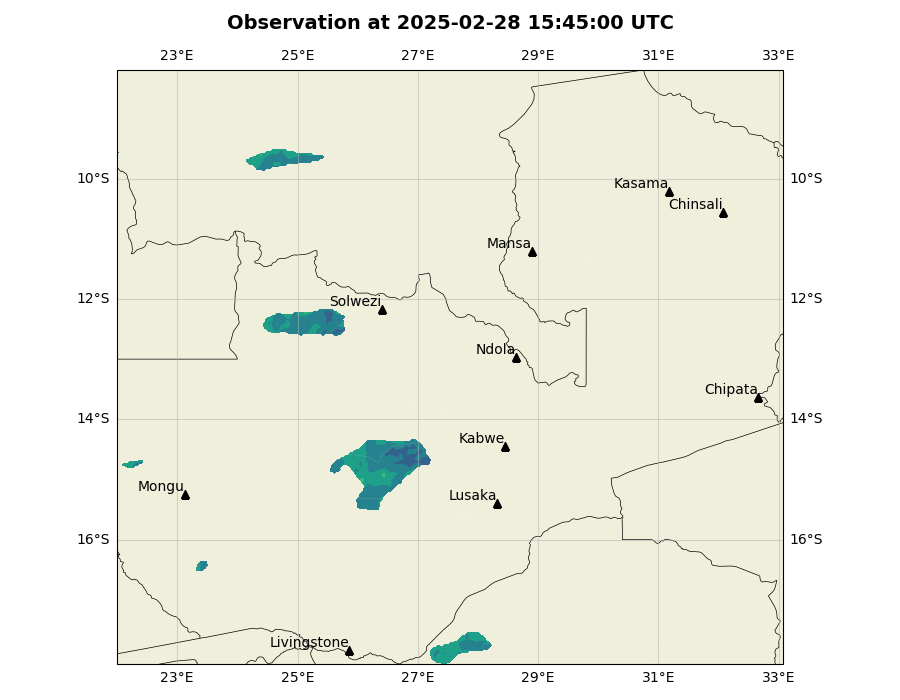 Observation at 2025-02-28 15:45:00 UTC
23°E 25°E 27°E 29°E 31°E 33°E
10°S 10°S
Kasama
Chinsali
Mansa
12°S 12°S
Solwezi
Ndola
Chipata
14°S 14°S
Kabwe
Mongu
Lusaka
16°S 16°S
Livingstone
23°E 25°E 27°E 29°E 31°E 33°E